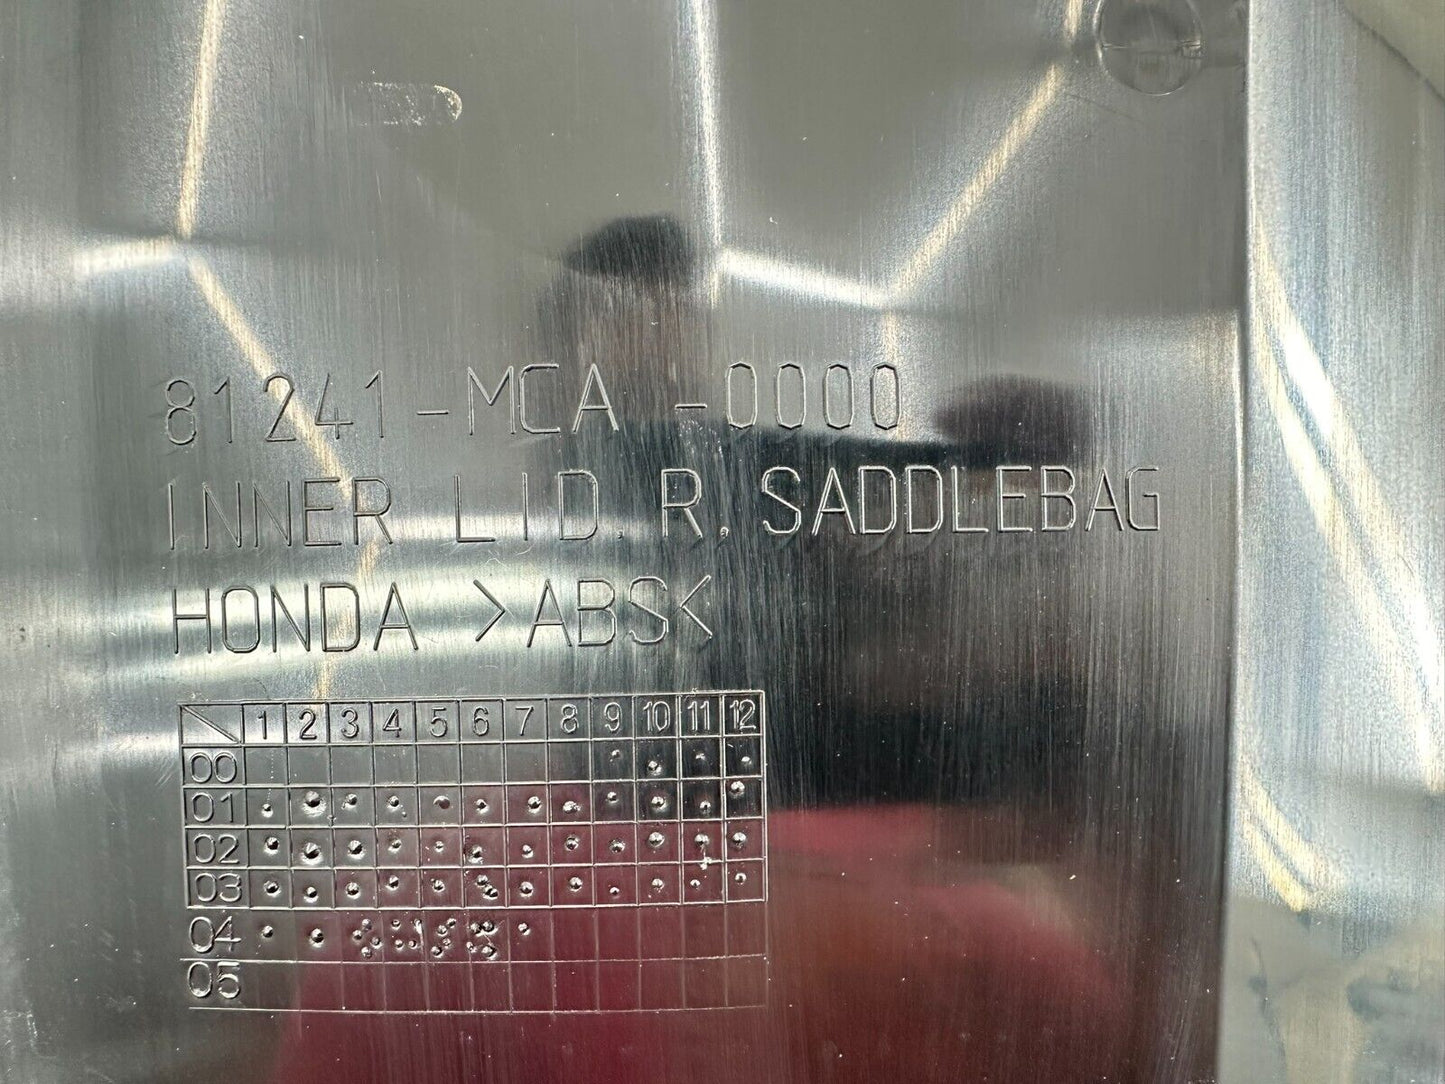 81241-MCA-0000
INNER LID. R. SADDLEBAG
HONDA >ABS<
1 2 3 4 5 6 7 8 9 10 11 12
00
01
02
03
04
05